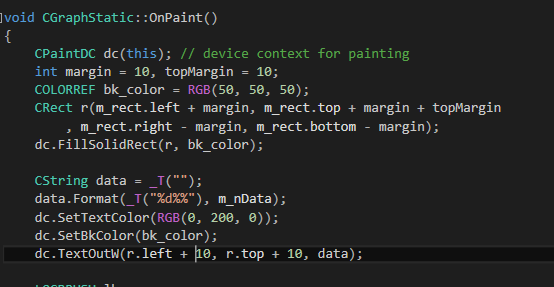 void CGraphStatic::OnPaint()
{
CPaintDC dc(this); // device context for painting
int margin = 10, topMargin = 10;
COLORREF bk_color = RGB(50, 50, 50);
CRect r(m_rect.left + margin, m_rect.top + margin + topMargin
, m_rect.right - margin, m_rect.bottom - margin);
dc.FillSolidRect(r, bk_color);
CString data = _T("");
data.Format(_T("%d%%"), m_nData);
dc.SetTextColor(RGB(0, 200, 0));
dc.SetBkColor(bk_color);
dc.TextOutW(r.left + 10, r.top + 10, data);